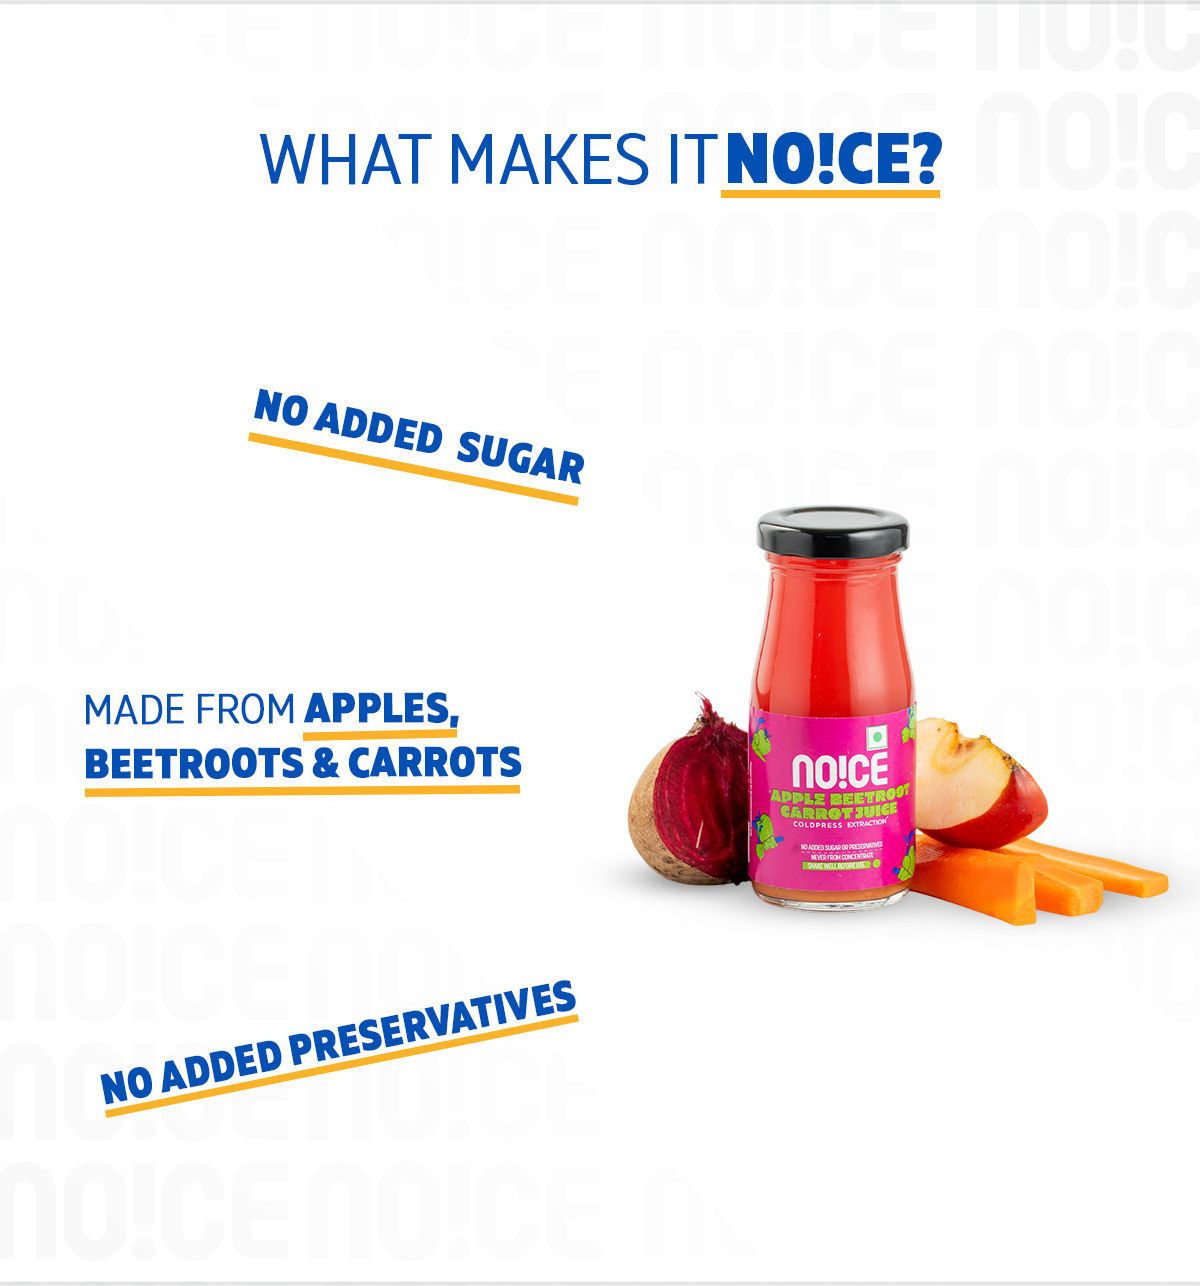 WHAT MAKES IT NO!CE?
NO ADDED SUGAR
MADE FROM APPLES,
BEETROOTS & CARROTS
NO ADDED PRESERVATIVES
NO!CE
APPLE BEETROOT
CARROT JUICE
COLDPRESS EXTRACTION
NO ADDED SUGAR OR PRESERVATIVES
NEVER FROM CONCENTRATE
SHAKE WELL BEFORE USE